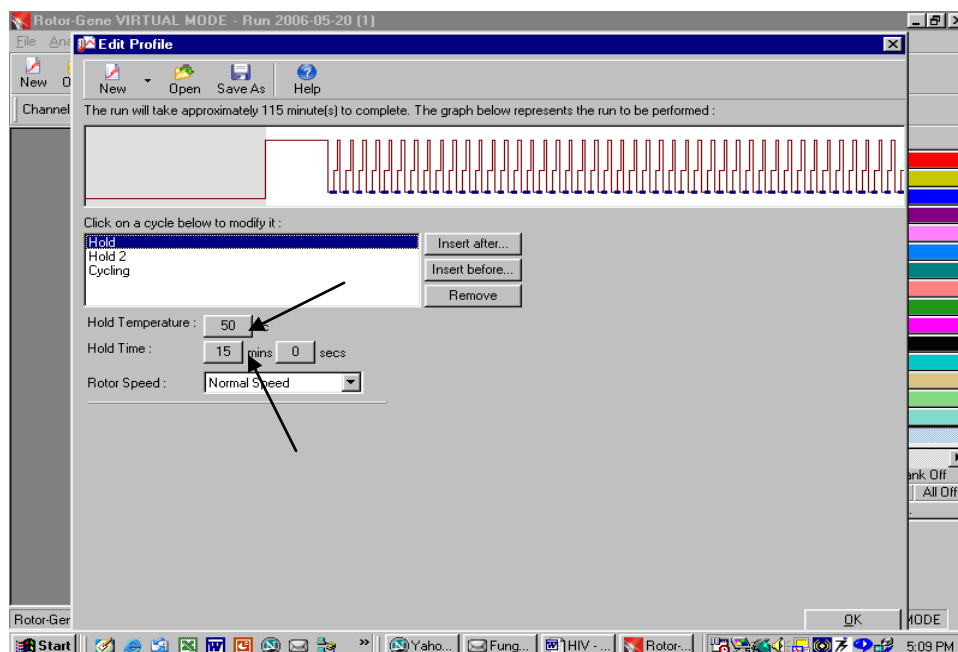 Rotor-Gene VIRTUAL MODE - Run 2006-05-20 (1)
File Ana
Edit Profile
New O
New Open Save As Help
Channel
The run will take approximately 115 minute(s) to complete. The graph below represents the run to be performed :
Click on a cycle below to modify it :
Hold
Hold 2
Cycling
Insert after...
Insert before...
Remove
Hold Temperature : 50
Hold Time : 15 mins 0 secs
Rotor Speed : Normal Speed
ank Off
All Off
Rotor-Ger
OK
MODE
Start
W
» Yaho... Fung... HIV - ... Rotor-...
5:09 PM